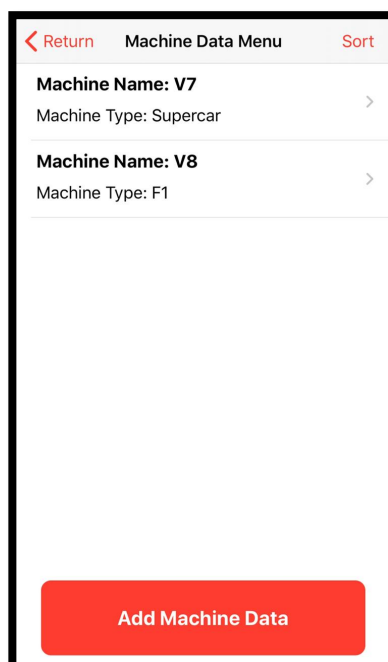 Return Machine Data Menu Sort
Machine Name: V7
Machine Type: Supercar
Machine Name: V8
Machine Type: F1
Add Machine Data